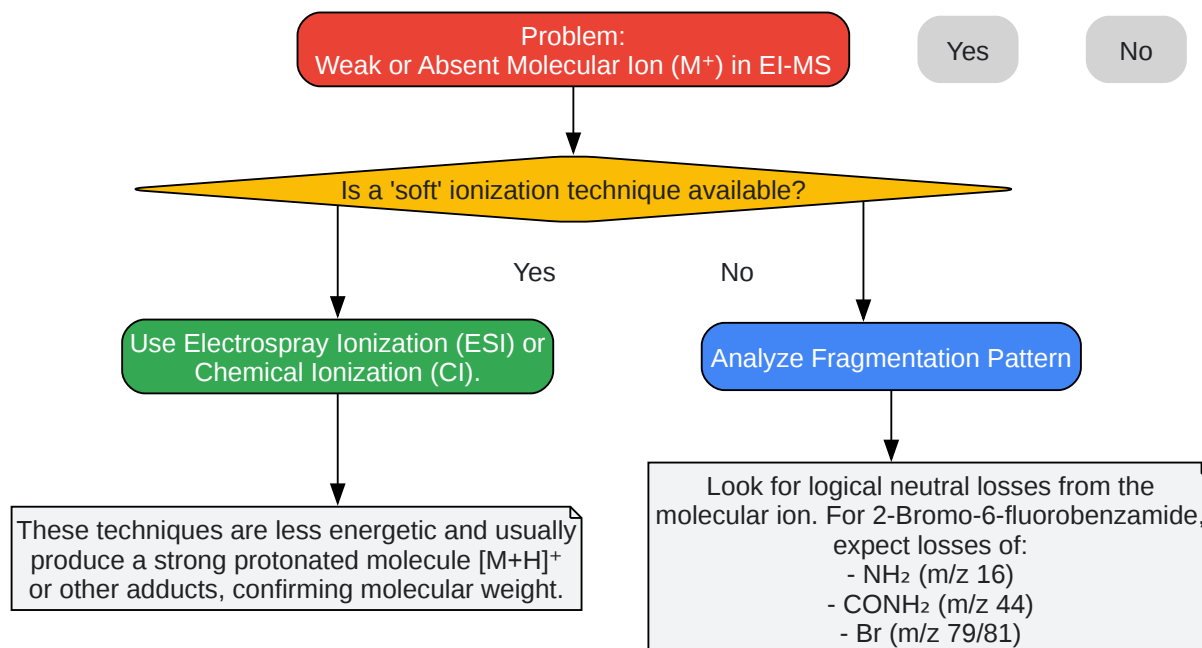 Problem:
Weak or Absent Molecular Ion (M⁺) in EI-MS
Yes
No
Is a 'soft' ionization technique available?
Yes
No
Use Electrospray Ionization (ESI) or
Chemical Ionization (CI).
Analyze Fragmentation Pattern
These techniques are less energetic and usually
produce a strong protonated molecule [M+H]⁺
or other adducts, confirming molecular weight.
Look for logical neutral losses from the
molecular ion. For 2-Bromo-6-fluorobenzamide,
expect losses of:
- NH₂ (m/z 16)
- CONH₂ (m/z 44)
- Br (m/z 79/81)